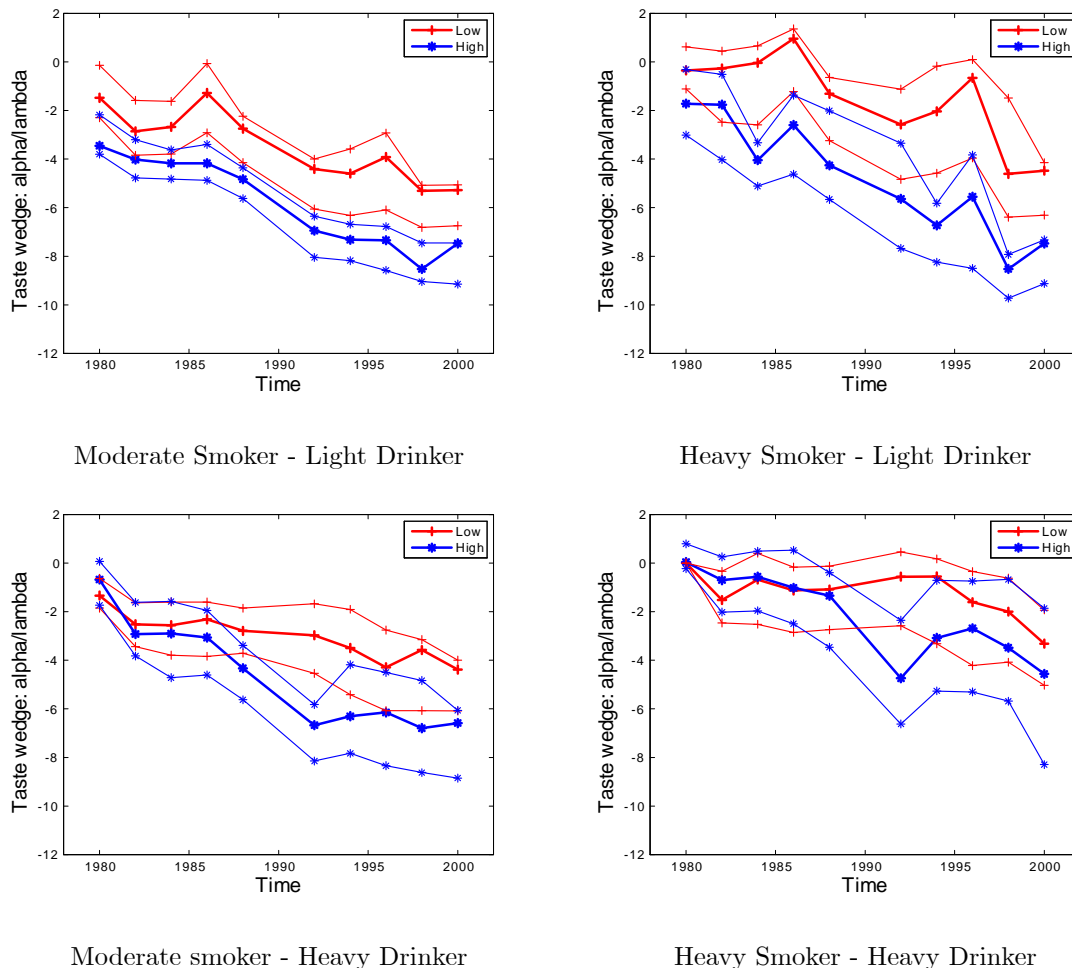 2
0
-2
-4
-6
-8
-10
-12
1980 1985 1990 1995 2000
Time
Taste wedge: alpha/lambda
Low
High
Moderate Smoker - Light Drinker
2
0
-2
-4
-6
-8
-10
-12
1980 1985 1990 1995 2000
Time
Taste wedge: alpha/lambda
Low
High
Heavy Smoker - Light Drinker
2
0
-2
-4
-6
-8
-10
-12
1980 1985 1990 1995 2000
Time
Taste wedge: alpha/lambda
Low
High
Moderate smoker - Heavy Drinker
2
0
-2
-4
-6
-8
-10
-12
1980 1985 1990 1995 2000
Time
Taste wedge: alpha/lambda
Low
High
Heavy Smoker - Heavy Drinker